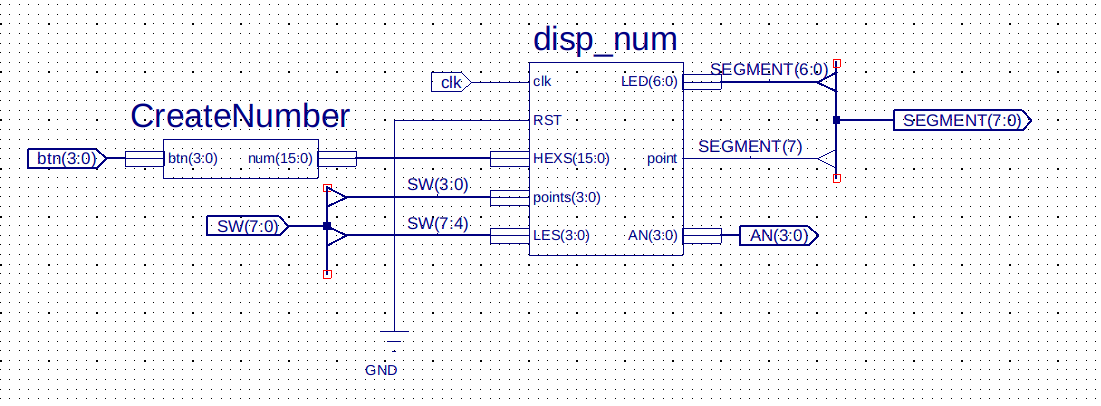 disp_num
SEGMENT(6:0)
clk
clk
LED(6:0)
CreateNumber
RST
SEGMENT(7:0)
btn(3:0)
btn(3:0)
num(15:0)
HEXS(15:0)
point
SEGMENT(7)
SW(3:0)
points(3:0)
SW(7:0)
SW(7:4)
LES(3:0)
AN(3:0)
AN(3:0)
GND